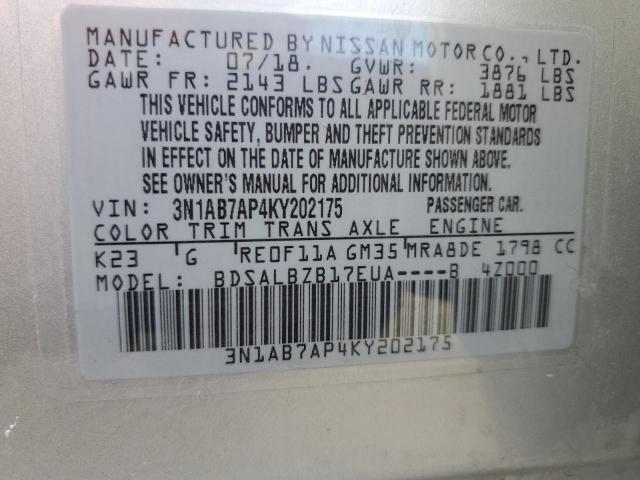 MANUFACTURED BY NISSAN MOTOR CO., LTD.
DATE: 07/18. GVWR: 3876 LBS
GAWR FR: 2143 LBS GAWR RR: 1881 LBS
THIS VEHICLE CONFORMS TO ALL APPLICABLE FEDERAL MOTOR
VEHICLE SAFETY, BUMPER AND THEFT PREVENTION STANDARDS
IN EFFECT ON THE DATE OF MANUFACTURE SHOWN ABOVE.
SEE OWNER'S MANUAL FOR ADDITIONAL INFORMATION.
VIN: 3N1AB7AP4KY202175 PASSENGER CAR.
COLOR TRIM TRANS AXLE ENGINE
K23 G RE0F11A GM35 MRA8DE 1798 CC
MODEL: BDSALBZB17EUA----B 4Z000
3N1AB7AP4KY202175